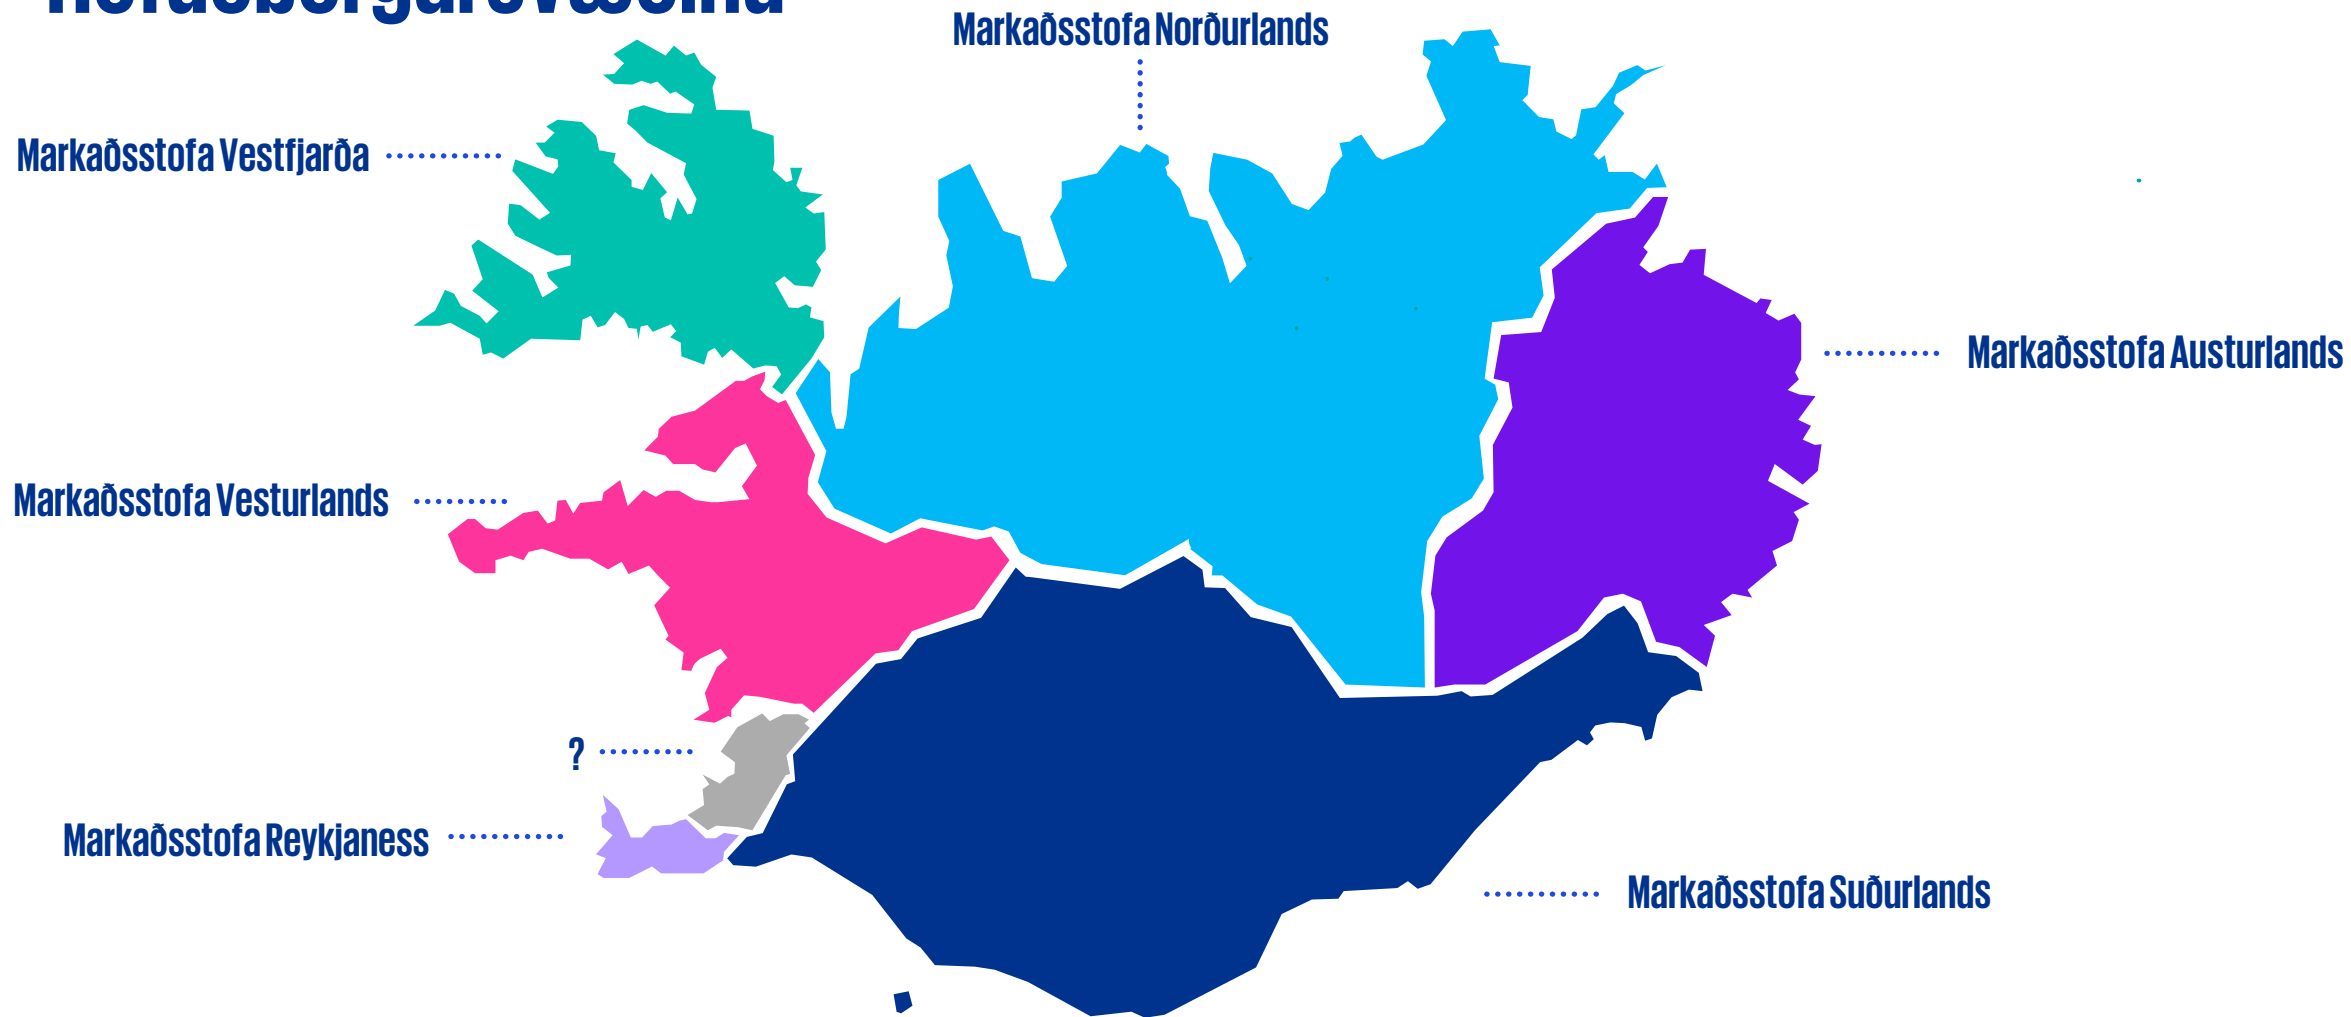 Markaðsstofa Norðurlands
Markaðsstofa Vestfjarða
Markaðsstofa Austurlands
Markaðsstofa Vesturlands
?
Markaðsstofa Reykjaness
Markaðsstofa Suðurlands